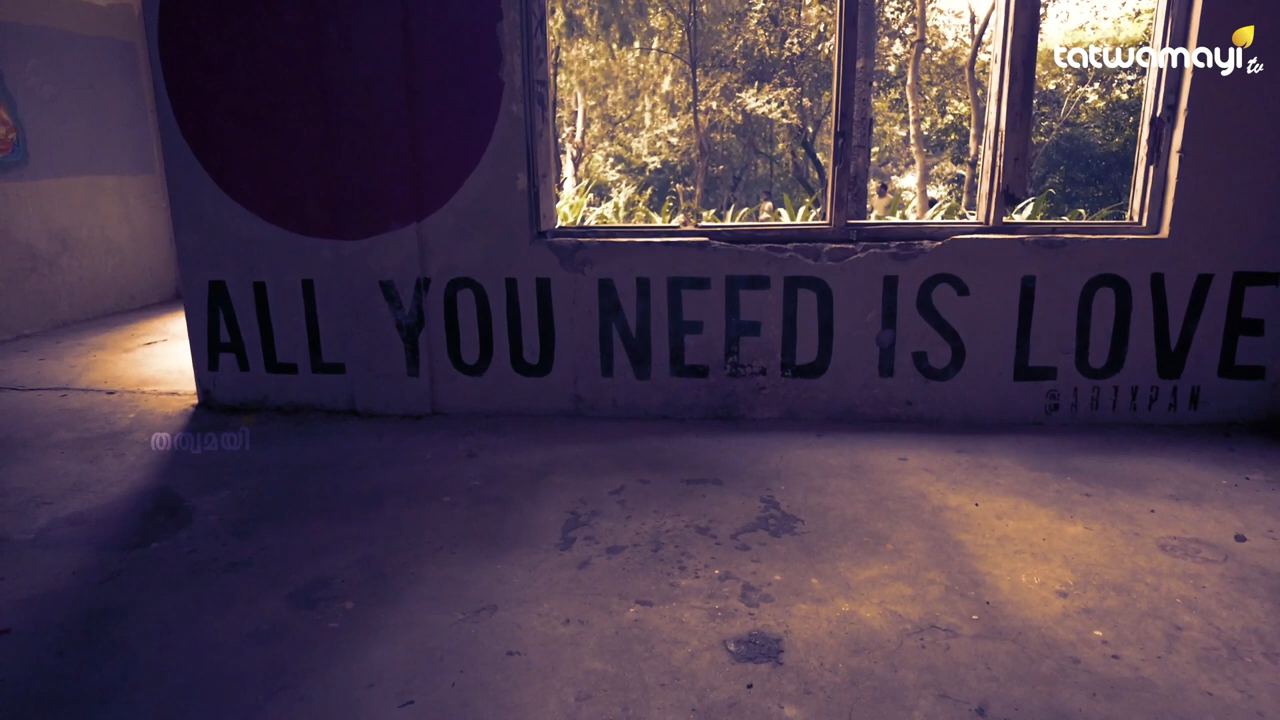 tatwamayi
tv
ALL YOU NEED IS LOVE
@ARTXPAN
തത്വമയി